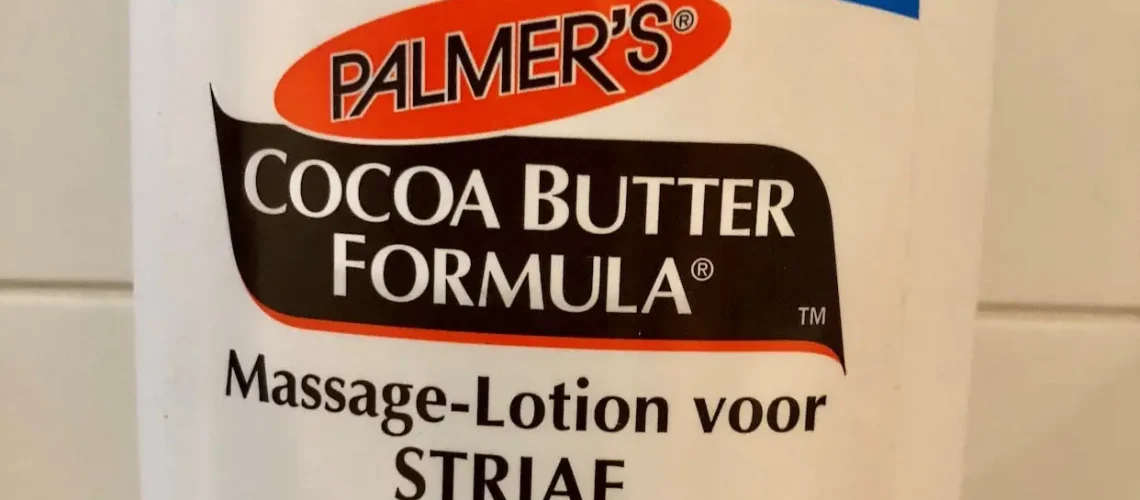 PALMER'S®
COCOA BUTTER
FORMULA®
TM
Massage-Lotion voor
STRIAE